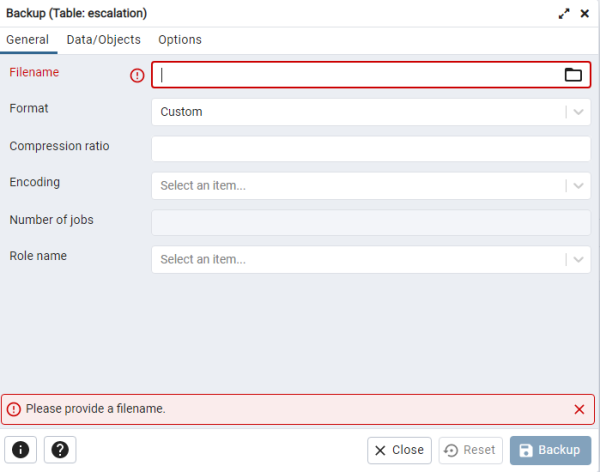 Backup (Table: escalation)
General Data/Objects Options
Filename
Format Custom
Compression ratio
Encoding Select an item...
Number of jobs
Role name Select an item...
Please provide a filename.
Close Reset Backup